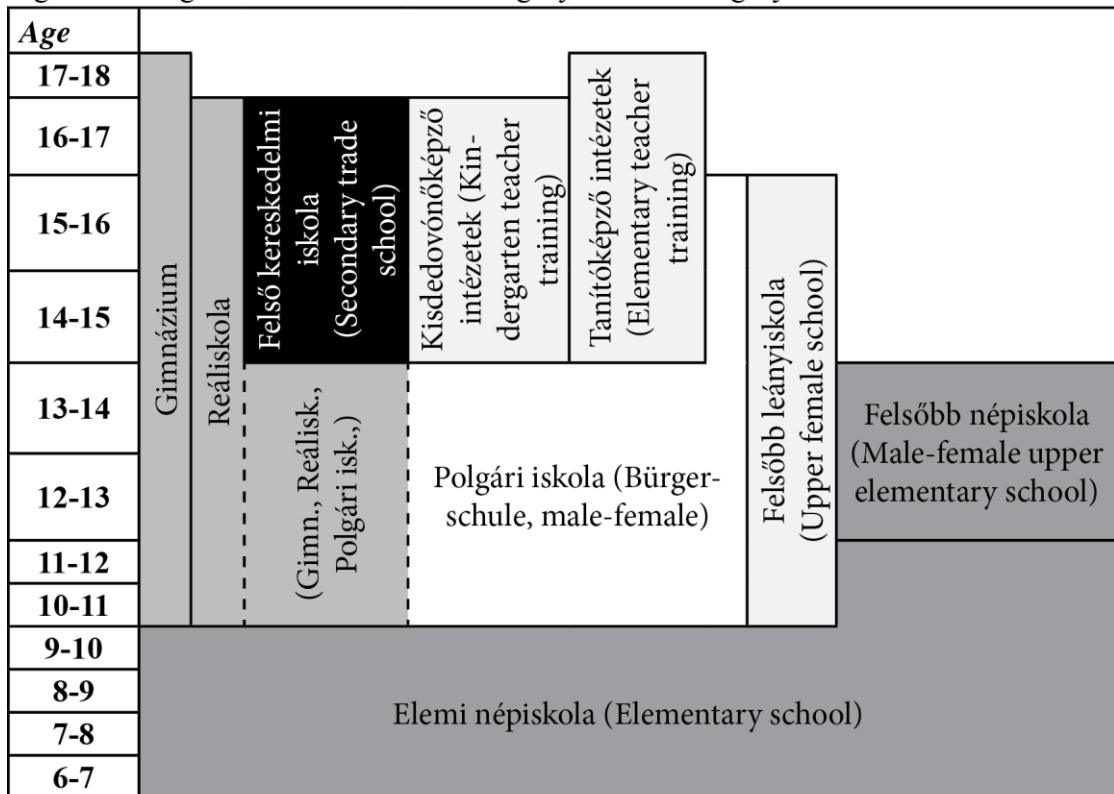 Age
17-18
16-17
15-16
14-15
13-14
12-13
11-12
10-11
9-10
8-9
7-8
6-7
Gimnázium
Reáliskola
Felső kereskedelmi
iskola
(Secondary trade
school)
(Gimn., Reálisk.,
Polgári isk.,)
Kisdedovónőképző
intézetek (Kin-
dergarten teacher
training)
Tanítóképző intézetek
(Elementary teacher
training)
Polgári iskola (Bürger-
schule, male-female)
Felsőbb leányiskola
(Upper female school)
Felsőbb népiskola
(Male-female upper
elementary school)
Elemi népiskola (Elementary school)